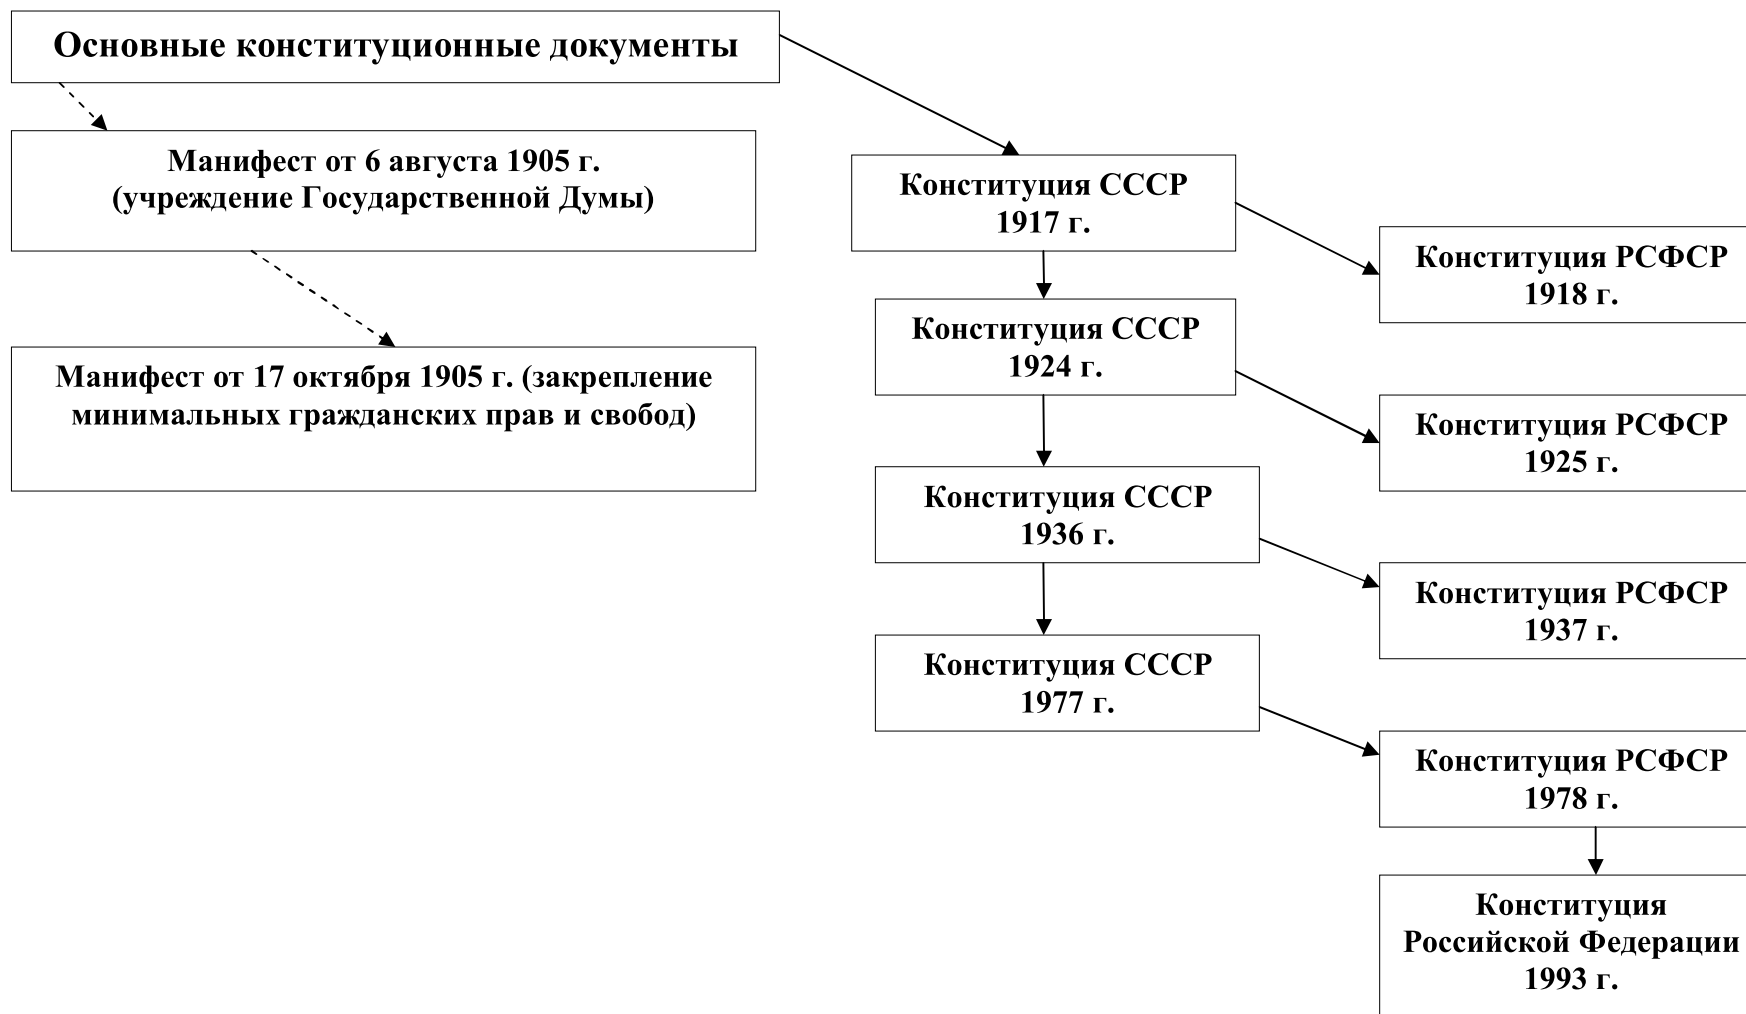 Основные конституционные документы
Манифест от 6 августа 1905 г.
(учреждение Государственной Думы)
Манифест от 17 октября 1905 г. (закрепление
минимальных гражданских прав и свобод)
Конституция СССР
1917 г.
Конституция РСФСР
1918 г.
Конституция СССР
1924 г.
Конституция РСФСР
1925 г.
Конституция СССР
1936 г.
Конституция РСФСР
1937 г.
Конституция СССР
1977 г.
Конституция РСФСР
1978 г.
Конституция
Российской Федерации
1993 г.